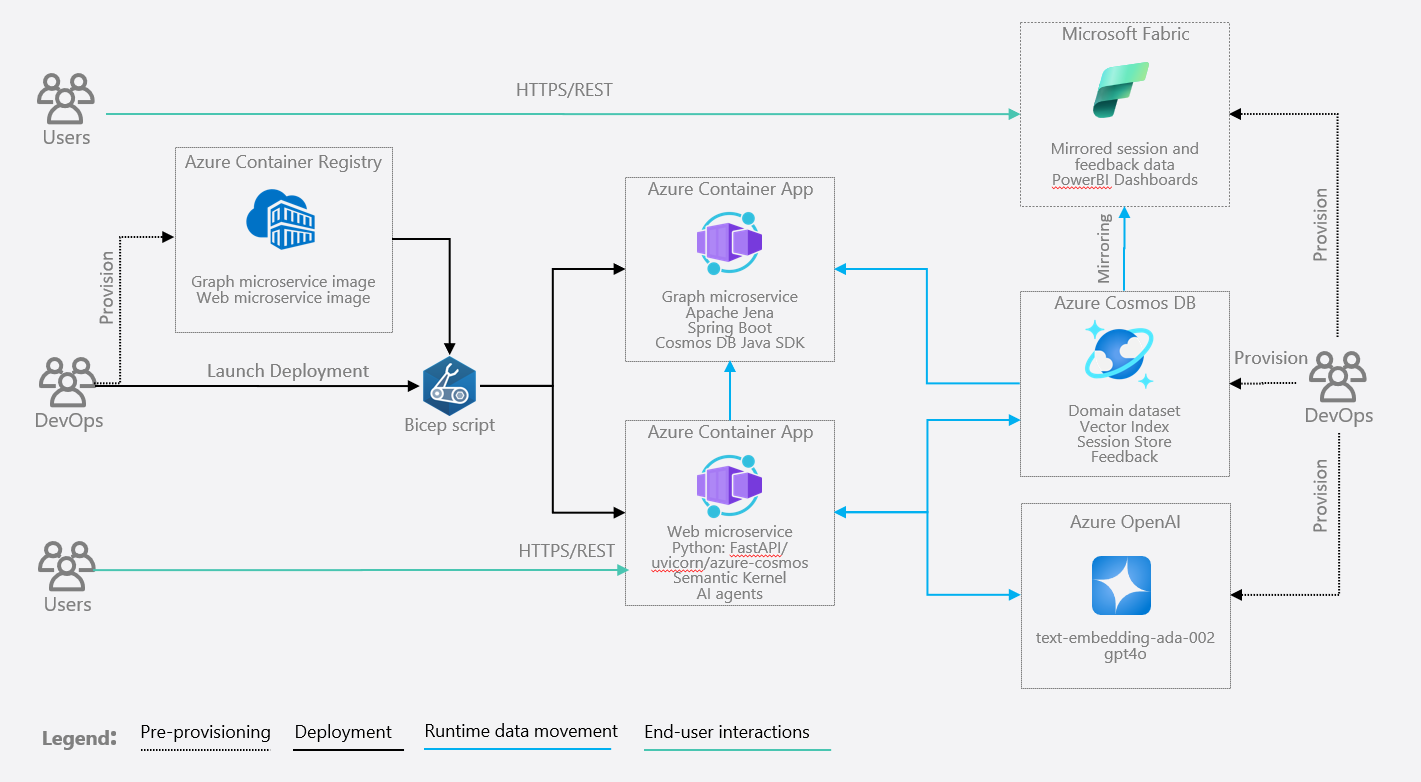 Microsoft Fabric
Mirrored session and
feedback data
PowerBI Dashboards
HTTPS/REST
Users
Azure Container Registry
Graph microservice image
Web microservice image
Provision
DevOps
Launch Deployment
Bicep script
Azure Container App
Graph microservice
Apache Jena
Spring Boot
Cosmos DB Java SDK
Mirroring
Provision
Azure Cosmos DB
Domain dataset
Vector Index
Session Store
Feedback
Provision
DevOps
Azure Container App
Web microservice
Python: FastAPI/
uvicorn/azure-cosmos
Semantic Kernel
AI agents
HTTPS/REST
Users
Provision
Azure OpenAI
text-embedding-ada-002
gpt4o
Legend:
Pre-provisioning
Deployment
Runtime data movement
End-user interactions